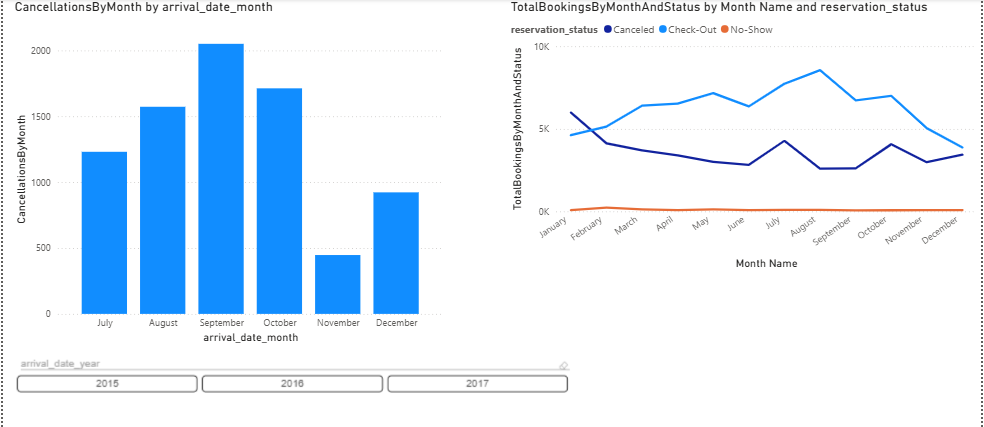 CancellationsByMonth by arrival_date_month
CancellationsByMonth
2000
1500
1000
500
0
July August September October November December
arrival_date_month
TotalBookingsByMonthAndStatus by Month Name and reservation_status
reservation_status Canceled Check-Out No-Show
TotalBookingsByMonthAndStatus
10K
5K
0K
January February March April May June July August September October November December
Month Name
arrival_date_year
2015 2016 2017